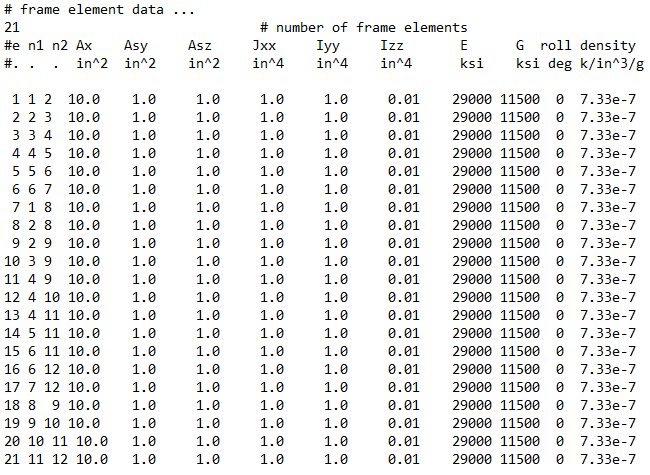 # frame element data ...
21 # number of frame elements
#e n1 n2 Ax Asy Asz Jxx Iyy Izz E G roll density
#. . . in^2 in^2 in^2 in^4 in^4 in^4 ksi ksi deg k/in^3/g
1 1 2 10.0 1.0 1.0 1.0 1.0 0.01 29000 11500 0 7.33e-7
2 2 3 10.0 1.0 1.0 1.0 1.0 0.01 29000 11500 0 7.33e-7
3 3 4 10.0 1.0 1.0 1.0 1.0 0.01 29000 11500 0 7.33e-7
4 4 5 10.0 1.0 1.0 1.0 1.0 0.01 29000 11500 0 7.33e-7
5 5 6 10.0 1.0 1.0 1.0 1.0 0.01 29000 11500 0 7.33e-7
6 6 7 10.0 1.0 1.0 1.0 1.0 0.01 29000 11500 0 7.33e-7
7 1 8 10.0 1.0 1.0 1.0 1.0 0.01 29000 11500 0 7.33e-7
8 2 8 10.0 1.0 1.0 1.0 1.0 0.01 29000 11500 0 7.33e-7
9 2 9 10.0 1.0 1.0 1.0 1.0 0.01 29000 11500 0 7.33e-7
10 3 9 10.0 1.0 1.0 1.0 1.0 0.01 29000 11500 0 7.33e-7
11 4 9 10.0 1.0 1.0 1.0 1.0 0.01 29000 11500 0 7.33e-7
12 4 10 10.0 1.0 1.0 1.0 1.0 0.01 29000 11500 0 7.33e-7
13 4 11 10.0 1.0 1.0 1.0 1.0 0.01 29000 11500 0 7.33e-7
14 5 11 10.0 1.0 1.0 1.0 1.0 0.01 29000 11500 0 7.33e-7
15 6 11 10.0 1.0 1.0 1.0 1.0 0.01 29000 11500 0 7.33e-7
16 6 12 10.0 1.0 1.0 1.0 1.0 0.01 29000 11500 0 7.33e-7
17 7 12 10.0 1.0 1.0 1.0 1.0 0.01 29000 11500 0 7.33e-7
18 8 9 10.0 1.0 1.0 1.0 1.0 0.01 29000 11500 0 7.33e-7
19 9 10 10.0 1.0 1.0 1.0 1.0 0.01 29000 11500 0 7.33e-7
20 10 11 10.0 1.0 1.0 1.0 1.0 0.01 29000 11500 0 7.33e-7
21 11 12 10.0 1.0 1.0 1.0 1.0 0.01 29000 11500 0 7.33e-7